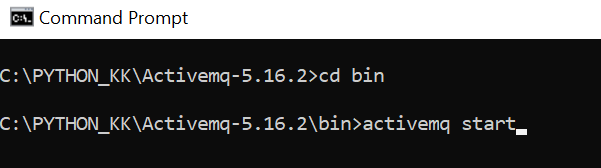 Command Prompt
C:\PYTHON_KK\Activemq-5.16.2>cd bin
C:\PYTHON_KK\Activemq-5.16.2\bin>activemq start